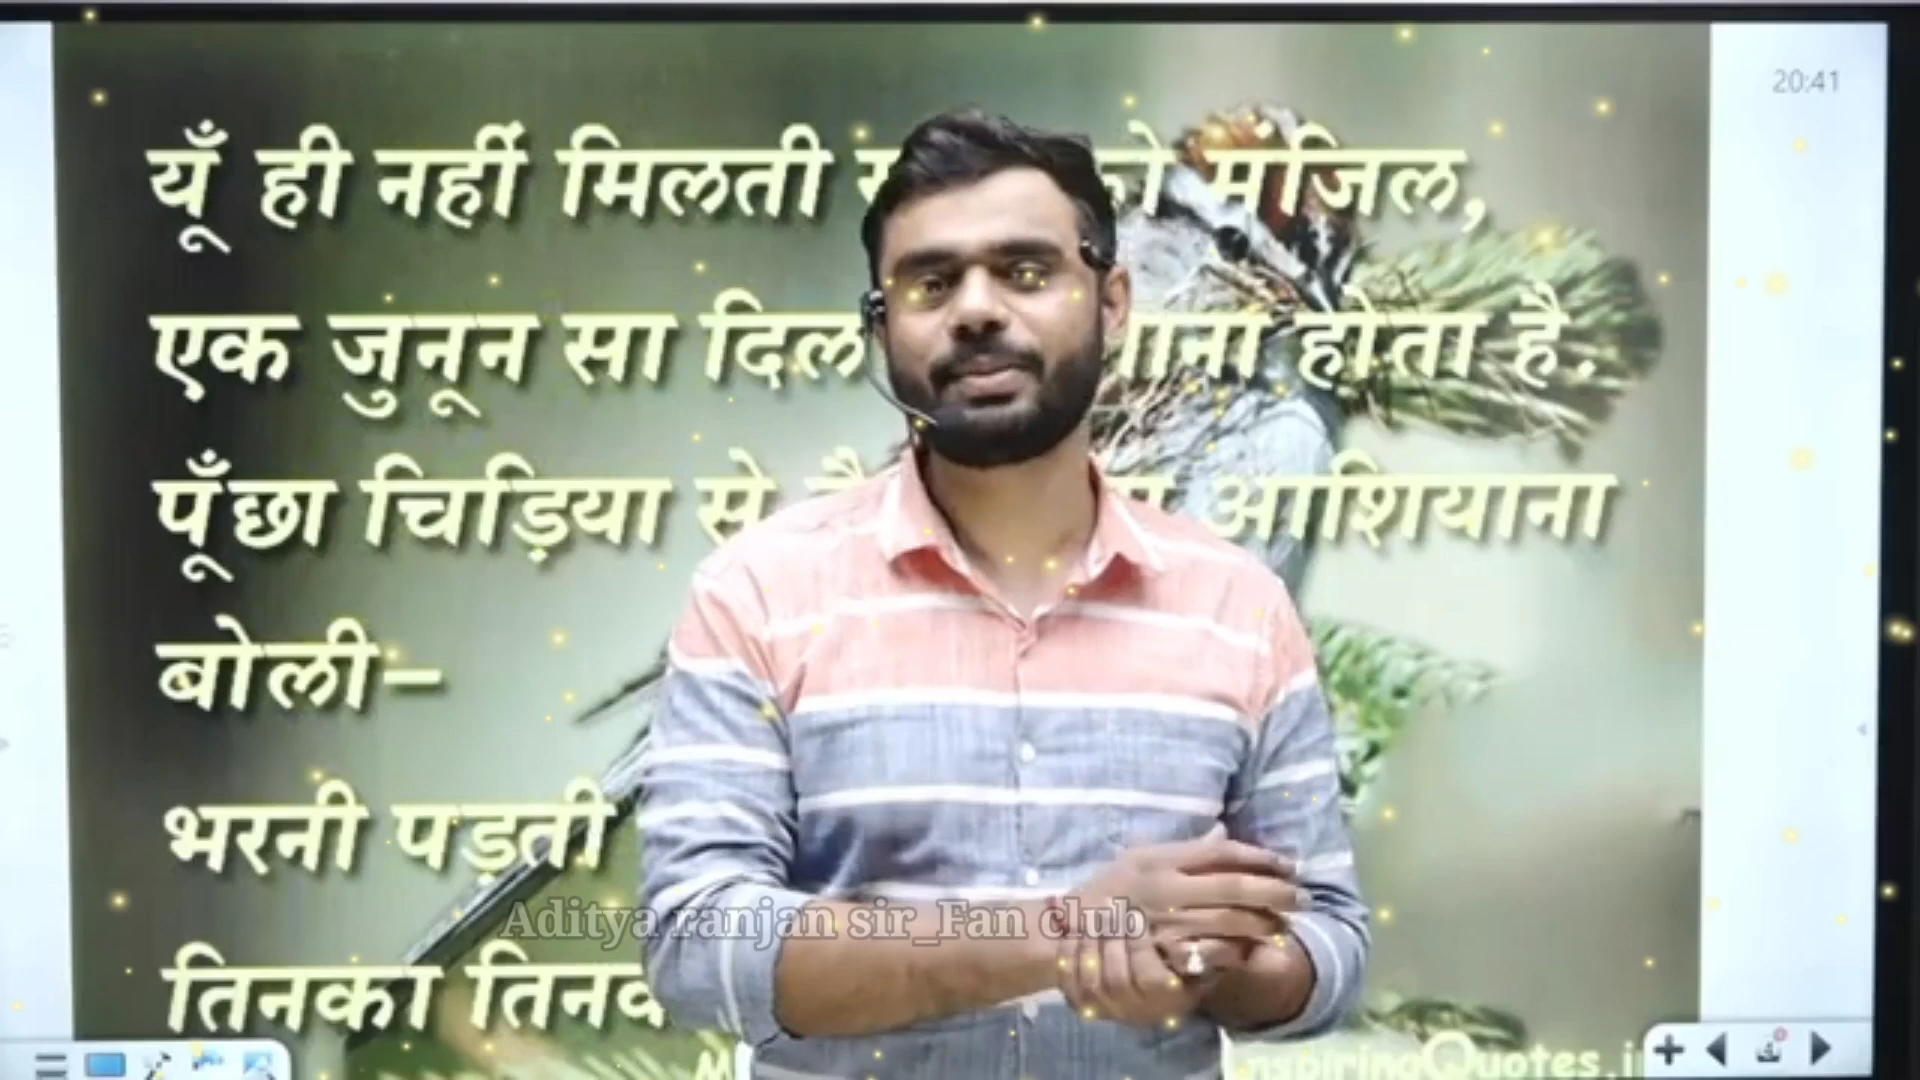 20:41
यूँ ही नहीं मिलती को मंजिल,
एक जुनून सा दिल होता है.
पूँछा चिड़िया से आशियाना
बोली–
भरनी पड़ती
तिनका
Aditya ranjan sir_Fan club